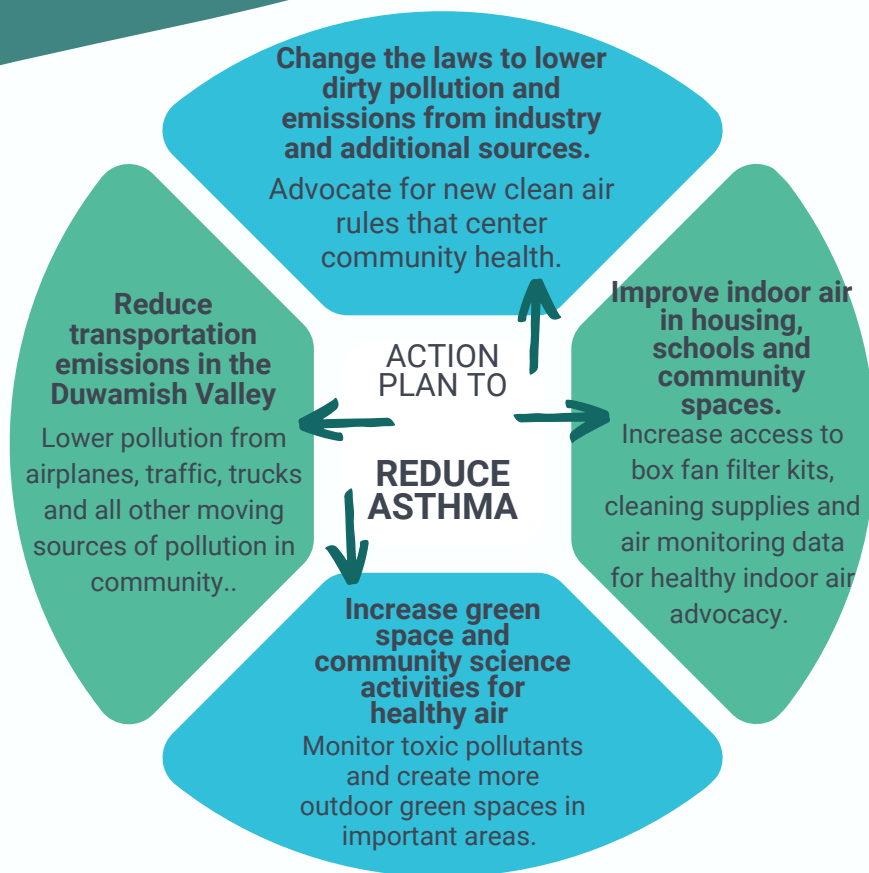 Change the laws to lower
dirty pollution and
emissions from industry
and additional sources.
Advocate for new clean air
rules that center
community health.
Reduce
transportation
emissions in the
Duwamish Valley
Lower pollution from
airplanes, traffic, trucks
and all other moving
sources of pollution in
community..
ACTION
PLAN TO
REDUCE
ASTHMA
Improve indoor air
in housing,
schools and
community
spaces.
Increase access to
box fan filter kits,
cleaning supplies and
air monitoring data
for healthy indoor air
advocacy.
Increase green
space and
community science
activities for
healthy air
Monitor toxic pollutants
and create more
outdoor green spaces in
important areas.